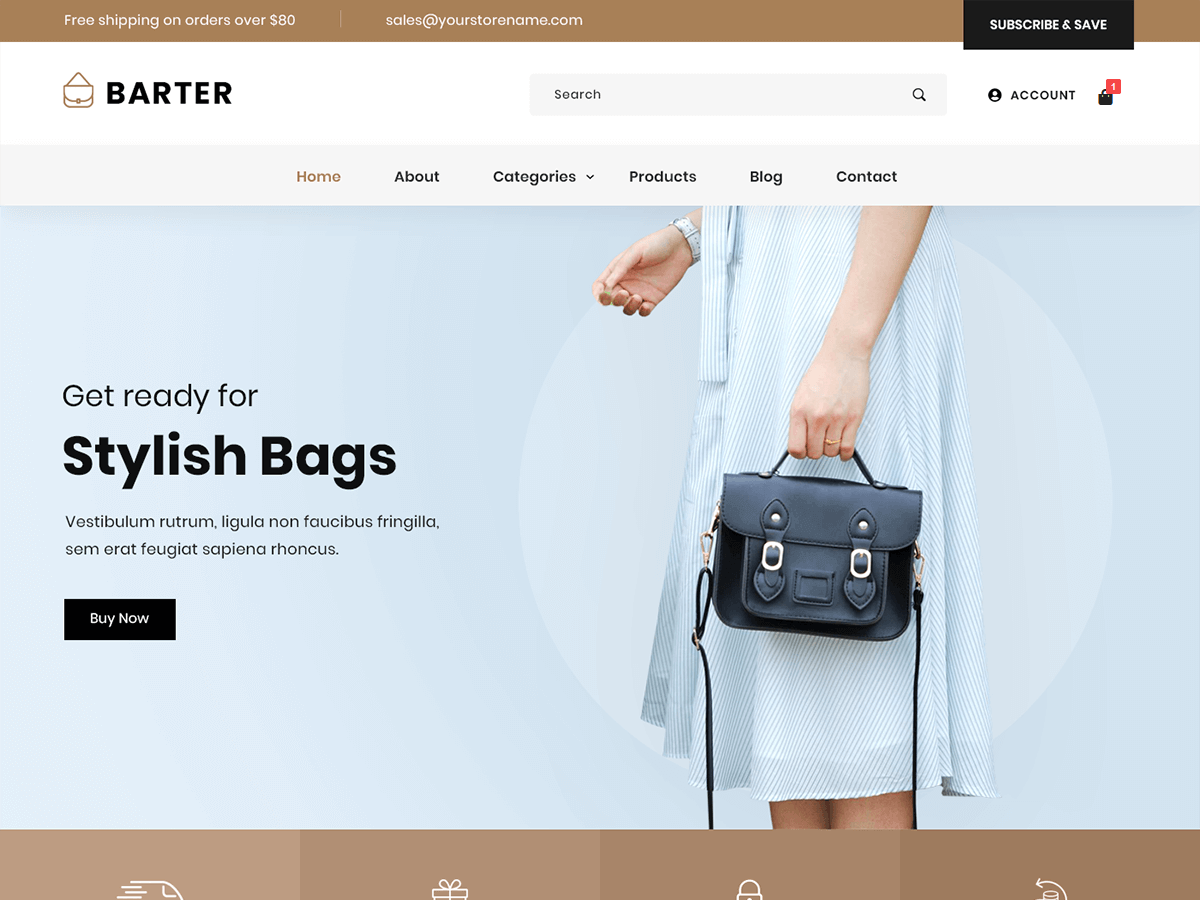 Free shipping on orders over $80
sales@yourstorename.com
SUBSCRIBE & SAVE
BARTER
Search
ACCOUNT
1
Home
About
Categories
Products
Blog
Contact
Get ready for
Stylish Bags
Vestibulum rutrum, ligula non faucibus fringilla,
sem erat feugiat sapiena rhoncus.
Buy Now